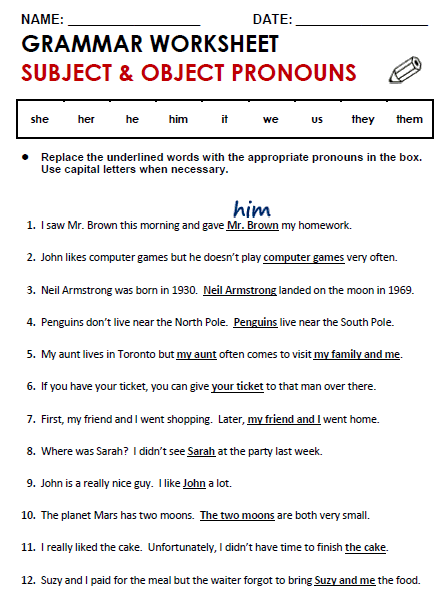 NAME: ____________________ DATE: ____________________
GRAMMAR WORKSHEET
SUBJECT & OBJECT PRONOUNS
she her he him it we us they them
● Replace the underlined words with the appropriate pronouns in the box.
Use capital letters when necessary.
him
1. I saw Mr. Brown this morning and gave Mr. Brown my homework.
2. John likes computer games but he doesn't play computer games very often.
3. Neil Armstrong was born in 1930. Neil Armstrong landed on the moon in 1969.
4. Penguins don't live near the North Pole. Penguins live near the South Pole.
5. My aunt lives in Toronto but my aunt often comes to visit my family and me.
6. If you have your ticket, you can give your ticket to that man over there.
7. First, my friend and I went shopping. Later, my friend and I went home.
8. Where was Sarah? I didn't see Sarah at the party last week.
9. John is a really nice guy. I like John a lot.
10. The planet Mars has two moons. The two moons are both very small.
11. I really liked the cake. Unfortunately, I didn't have time to finish the cake.
12. Suzy and I paid for the meal but the waiter forgot to bring Suzy and me the food.